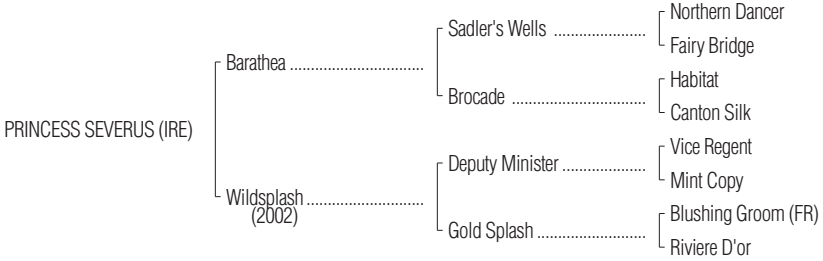 Northern Dancer
Sadler's Wells ......................
Fairy Bridge
Barathea ................................
Habitat
Brocade ................................
Canton Silk
PRINCESS SEVERUS (IRE)
Vice Regent
Deputy Minister ....................
Mint Copy
Wildsplash ............................
(2002)
Blushing Groom (FR)
Gold Splash ..........................
Riviere D'or